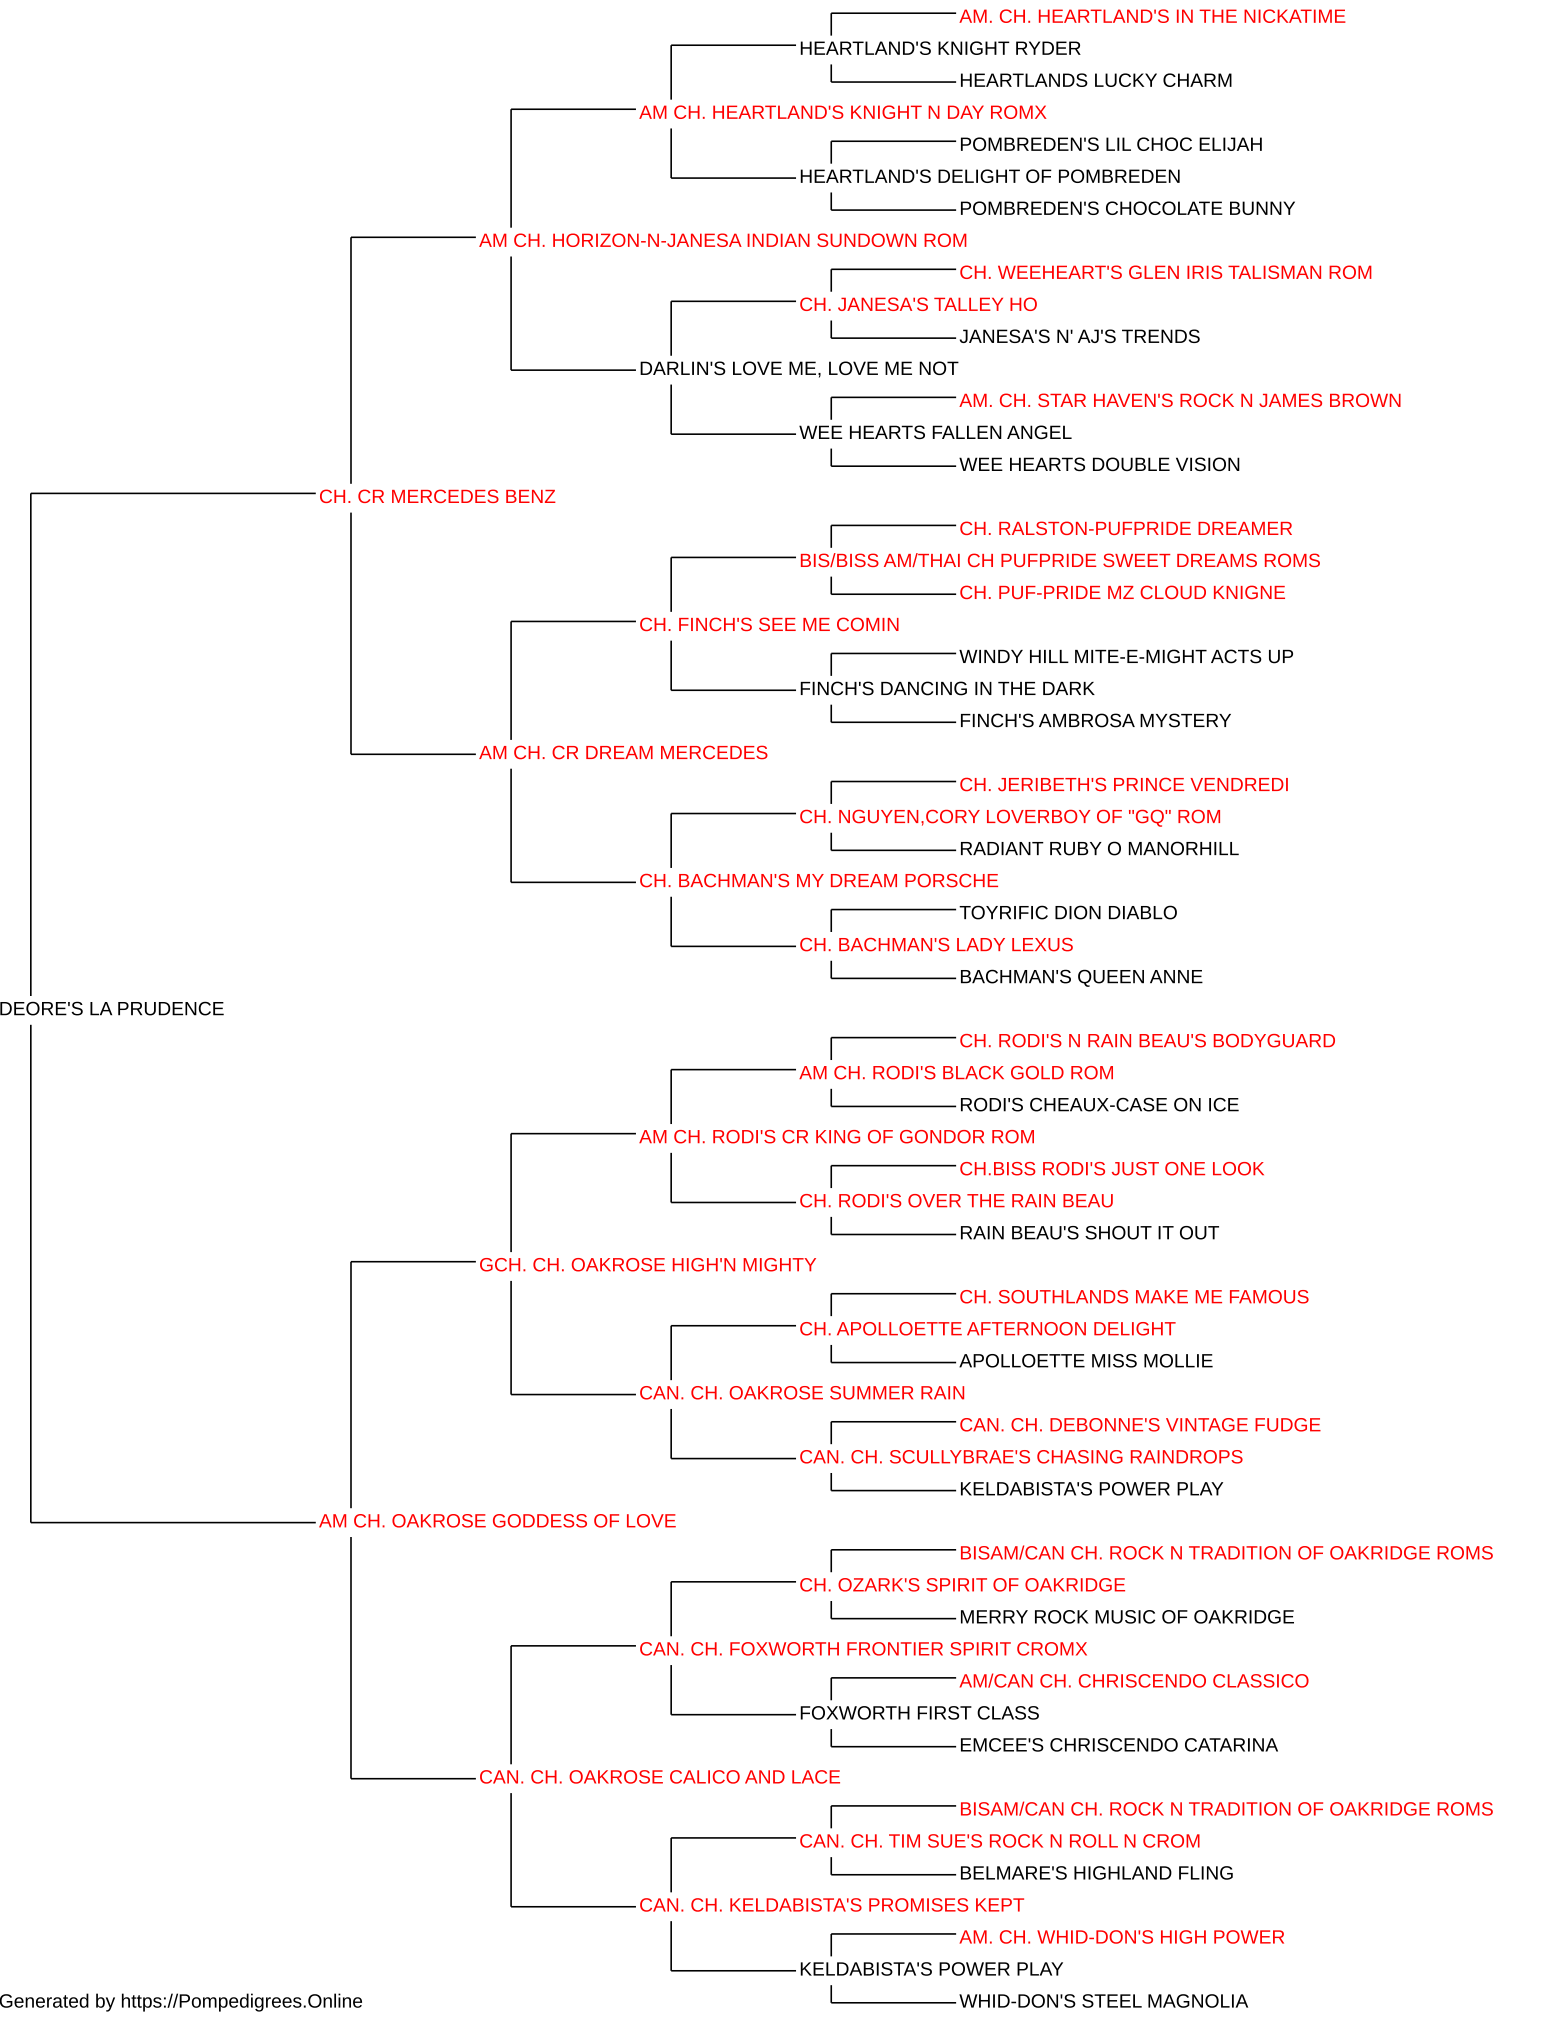 AM. CH. HEARTLAND'S IN THE NICKATIME
HEARTLAND'S KNIGHT RYDER
HEARTLANDS LUCKY CHARM
AM CH. HEARTLAND'S KNIGHT N DAY ROMX
POMBREDEN'S LIL CHOC ELIJAH
HEARTLAND'S DELIGHT OF POMBREDEN
POMBREDEN'S CHOCOLATE BUNNY
AM CH. HORIZON-N-JANESA INDIAN SUNDOWN ROM
CH. WEEHEART'S GLEN IRIS TALISMAN ROM
CH. JANESA'S TALLEY HO
JANESA'S N' AJ'S TRENDS
DARLIN'S LOVE ME, LOVE ME NOT
AM. CH. STAR HAVEN'S ROCK N JAMES BROWN
WEE HEARTS FALLEN ANGEL
WEE HEARTS DOUBLE VISION
CH. CR MERCEDES BENZ
CH. RALSTON-PUFPRIDE DREAMER
BIS/BISS AM/THAI CH PUFPRIDE SWEET DREAMS ROMS
CH. PUF-PRIDE MZ CLOUD KNIGNE
CH. FINCH'S SEE ME COMIN
WINDY HILL MITE-E-MIGHT ACTS UP
FINCH'S DANCING IN THE DARK
FINCH'S AMBROSA MYSTERY
AM CH. CR DREAM MERCEDES
CH. JERIBETH'S PRINCE VENDREDI
CH. NGUYEN,CORY LOVERBOY OF "GQ" ROM
RADIANT RUBY O MANORHILL
CH. BACHMAN'S MY DREAM PORSCHE
TOYRIFIC DION DIABLO
CH. BACHMAN'S LADY LEXUS
BACHMAN'S QUEEN ANNE
DEORE'S LA PRUDENCE
CH. RODI'S N RAIN BEAU'S BODYGUARD
AM CH. RODI'S BLACK GOLD ROM
RODI'S CHEAUX-CASE ON ICE
AM CH. RODI'S CR KING OF GONDOR ROM
CH.BISS RODI'S JUST ONE LOOK
CH. RODI'S OVER THE RAIN BEAU
RAIN BEAU'S SHOUT IT OUT
GCH. CH. OAKROSE HIGH'N MIGHTY
CH. SOUTHLANDS MAKE ME FAMOUS
CH. APOLLOETTE AFTERNOON DELIGHT
APOLLOETTE MISS MOLLIE
CAN. CH. OAKROSE SUMMER RAIN
CAN. CH. DEBONNE'S VINTAGE FUDGE
CAN. CH. SCULLYBRAE'S CHASING RAINDROPS
KELDABISTA'S POWER PLAY
AM CH. OAKROSE GODDESS OF LOVE
BISAM/CAN CH. ROCK N TRADITION OF OAKRIDGE ROMS
CH. OZARK'S SPIRIT OF OAKRIDGE
MERRY ROCK MUSIC OF OAKRIDGE
CAN. CH. FOXWORTH FRONTIER SPIRIT CROMX
AM/CAN CH. CHRISCENDO CLASSICO
FOXWORTH FIRST CLASS
EMCEE'S CHRISCENDO CATARINA
CAN. CH. OAKROSE CALICO AND LACE
BISAM/CAN CH. ROCK N TRADITION OF OAKRIDGE ROMS
CAN. CH. TIM SUE'S ROCK N ROLL N CROM
BELMARE'S HIGHLAND FLING
CAN. CH. KELDABISTA'S PROMISES KEPT
AM. CH. WHID-DON'S HIGH POWER
KELDABISTA'S POWER PLAY
WHID-DON'S STEEL MAGNOLIA
Generated by https://Pompedigrees.Online